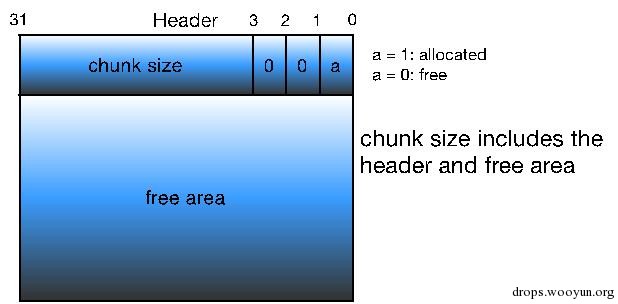 31 Header 3 2 1 0
chunk size 0 0 a
a = 1: allocated
a = 0: free
chunk size includes the
header and free area
free area
drops.wooyun.org